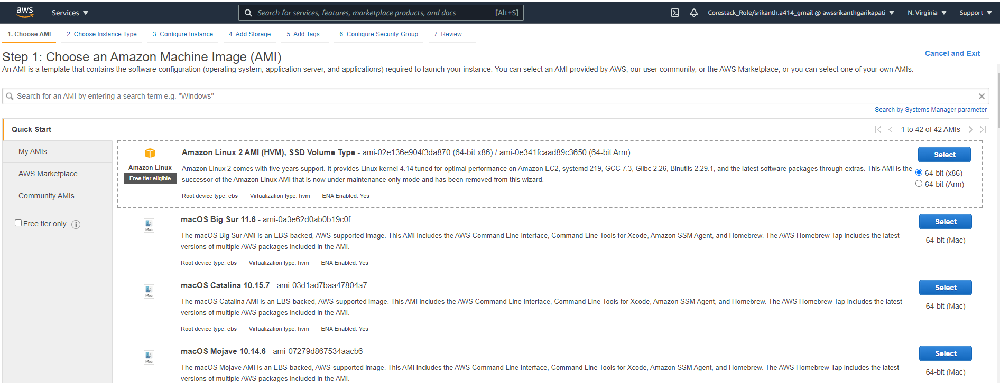 aws
Services
Search for services, features, marketplace products, and docs [Alt+S]
Corestack_Role/srikanth.a414_gmail @ awssrikanthgarikapati
N. Virginia
Support
1. Choose AMI
2. Choose Instance Type
3. Configure Instance
4. Add Storage
5. Add Tags
6. Configure Security Group
7. Review
Step 1: Choose an Amazon Machine Image (AMI)
Cancel and Exit
An AMI is a template that contains the software configuration (operating system, application server, and applications) required to launch your instance. You can select an AMI provided by AWS, our user community, or the AWS Marketplace; or you can select one of your own AMIs.
Search for an AMI by entering a search term e.g. "Windows"
Search by Systems Manager parameter
Quick Start
My AMIs
AWS Marketplace
Community AMIs
Free tier only
1 to 42 of 42 AMIs
Amazon Linux
Free tier eligible
Amazon Linux 2 AMI (HVM), SSD Volume Type - ami-02e136e904f3da870 (64-bit x86) / ami-0e341fcaad89c3650 (64-bit Arm)
Amazon Linux 2 comes with five years support. It provides Linux kernel 4.14 tuned for optimal performance on Amazon EC2, systemd 219, GCC 7.3, Glibc 2.26, Binutils 2.29.1, and the latest software packages through extras. This AMI is the
successor of the Amazon Linux AMI that is now under maintenance only mode and has been removed from this wizard.
Root device type: ebs Virtualization type: hvm ENA Enabled: Yes
Select
64-bit (x86)
64-bit (Arm)
Mac
macOS Big Sur 11.6 - ami-0a3e62d0ab0b19c0f
The macOS Big Sur AMI is an EBS-backed, AWS-supported image. This AMI includes the AWS Command Line Interface, Command Line Tools for Xcode, Amazon SSM Agent, and Homebrew. The AWS Homebrew Tap includes the latest
versions of multiple AWS packages included in the AMI.
Root device type: ebs Virtualization type: hvm ENA Enabled: Yes
Select
64-bit (Mac)
Mac
macOS Catalina 10.15.7 - ami-03d1ad7baa47804a7
The macOS Catalina AMI is an EBS-backed, AWS-supported image. This AMI includes the AWS Command Line Interface, Command Line Tools for Xcode, Amazon SSM Agent, and Homebrew. The AWS Homebrew Tap includes the latest
versions of multiple AWS packages included in the AMI.
Root device type: ebs Virtualization type: hvm ENA Enabled: Yes
Select
64-bit (Mac)
Mac
macOS Mojave 10.14.6 - ami-07279d867534aacb6
The macOS Mojave AMI is an EBS-backed, AWS-supported image. This AMI includes the AWS Command Line Interface, Command Line Tools for Xcode, Amazon SSM Agent, and Homebrew. The AWS Homebrew Tap includes the latest
versions of multiple AWS packages included in the AMI.
Select
64-bit (Mac)